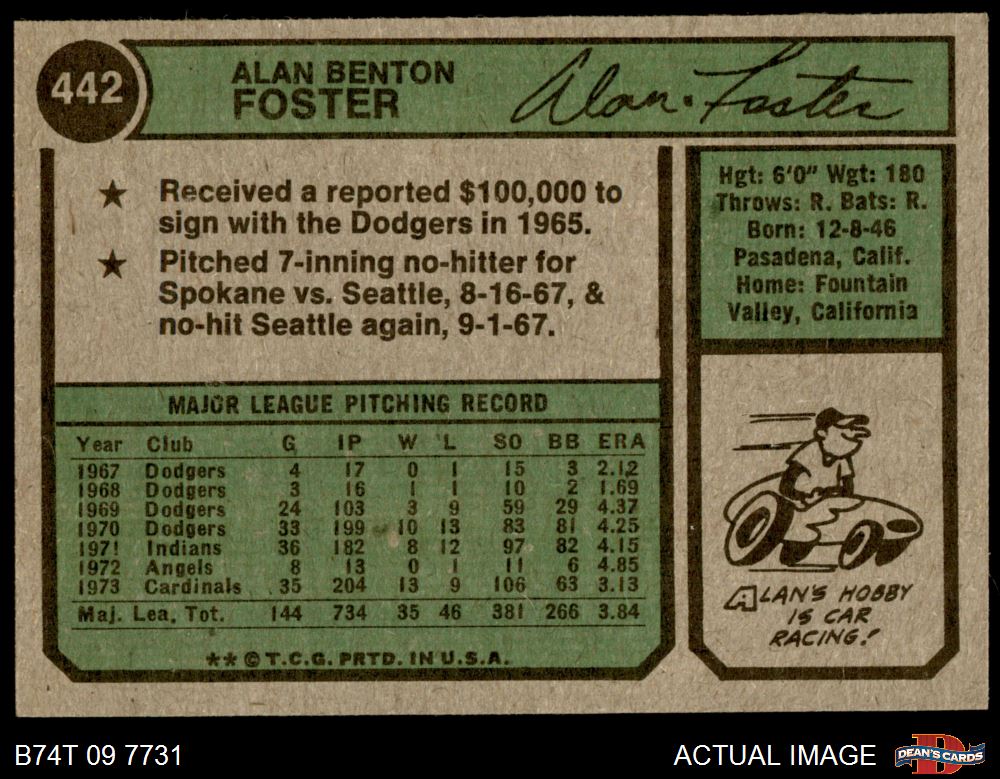 442
ALAN BENTON
FOSTER
Alan Foster
★ Received a reported $100,000 to
sign with the Dodgers in 1965.
★ Pitched 7-inning no-hitter for
Spokane vs. Seattle, 8-16-67, &
no-hit Seattle again, 9-1-67.
Hgt: 6'0" Wgt: 180
Throws: R. Bats: R.
Born: 12-8-46
Pasadena, Calif.
Home: Fountain
Valley, California
MAJOR LEAGUE PITCHING RECORD
Year Club G IP W L SO BB ERA
1967 Dodgers 4 17 0 1 15 3 2.12
1968 Dodgers 3 16 1 1 10 2 1.69
1969 Dodgers 24 103 3 9 59 29 4.37
1970 Dodgers 33 199 10 13 83 81 4.25
1971 Indians 36 182 8 12 97 82 4.15
1972 Angels 8 13 0 1 11 6 4.85
1973 Cardinals 35 204 13 9 106 63 3.13
Maj. Lea. Tot. 144 734 35 46 381 266 3.84
** © T.C.G. PRTD. IN U.S.A.
ALAN'S HOBBY
IS CAR
RACING!
B74T 09 7731
ACTUAL IMAGE
DEAN'S CARDS